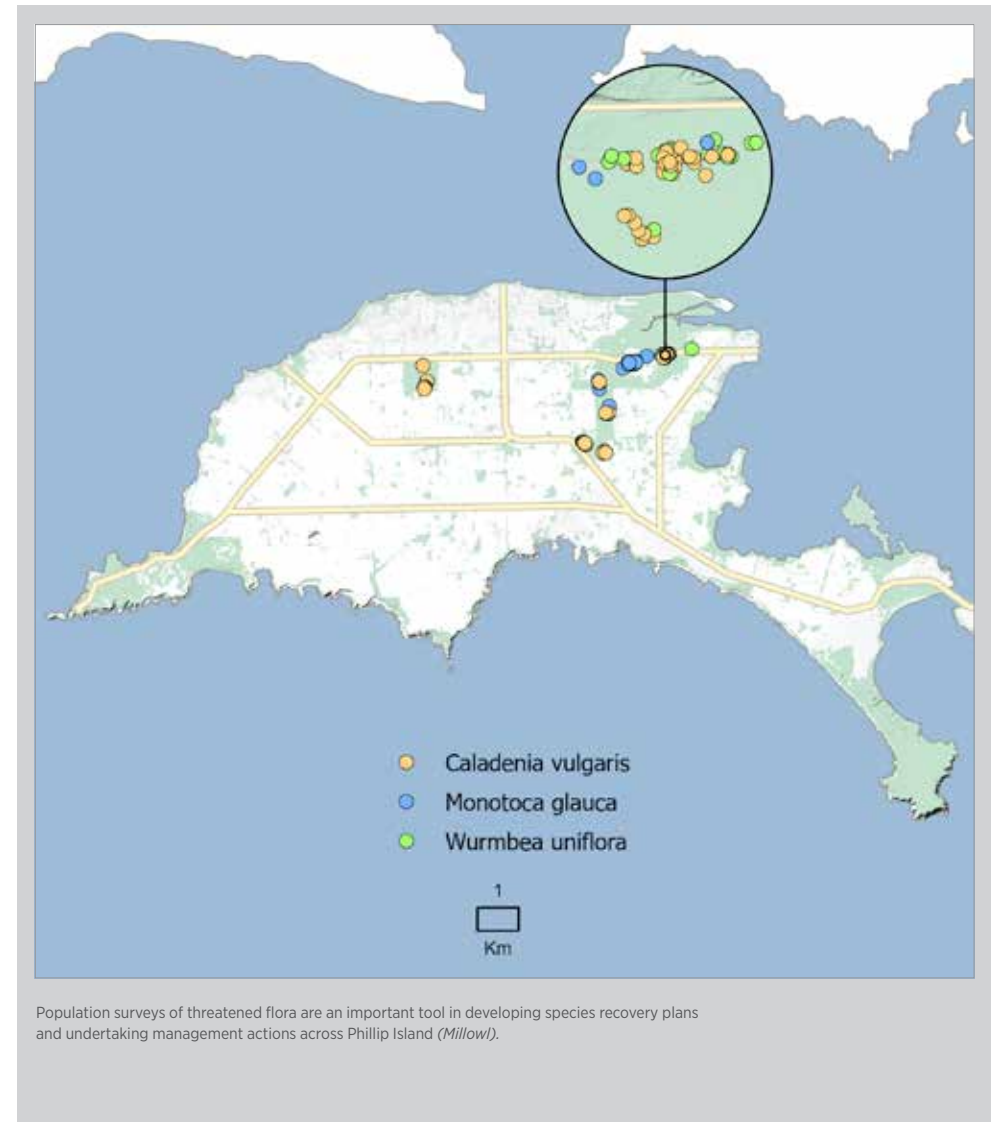 Caladenia vulgaris
Monotoca glauca
Wurmbea uniflora
1
Km
Population surveys of threatened flora are an important tool in developing species recovery plans
and undertaking management actions across Phillip Island (Millowl).